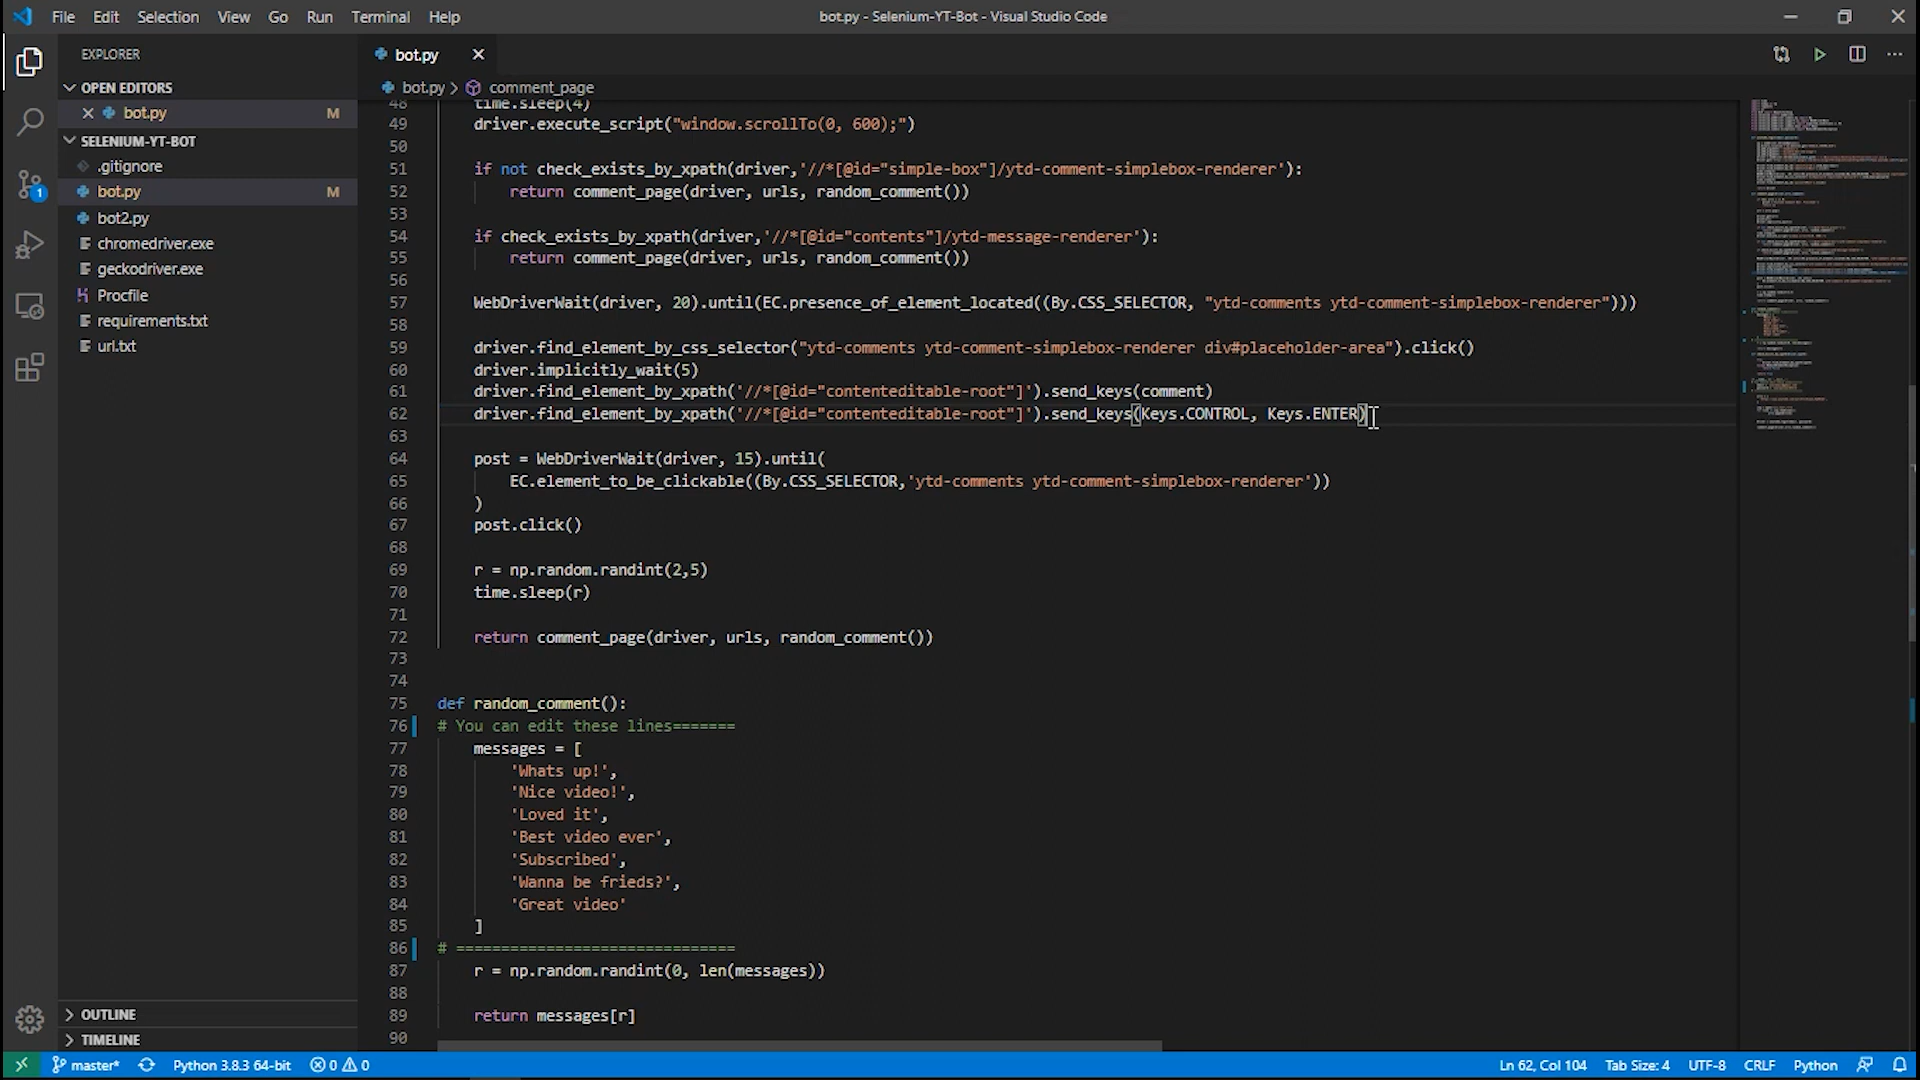 File Edit Selection View Go Run Terminal Help
bot.py - Selenium-YT-Bot - Visual Studio Code
EXPLORER
OPEN EDITORS
bot.py M
SELENIUM-YT-BOT
.gitignore
bot.py M
bot2.py
chromedriver.exe
geckodriver.exe
Procfile
requirements.txt
url.txt
OUTLINE
TIMELINE
1
bot.py
bot.py > comment_page
48 time.sleep(4)
49 driver.execute_script("window.scrollTo(0, 600);")
50
51 if not check_exists_by_xpath(driver,'//*[@id="simple-box"]/ytd-comment-simplebox-renderer'):
52 return comment_page(driver, urls, random_comment())
53
54 if check_exists_by_xpath(driver,'//*[@id="contents"]/ytd-message-renderer'):
55 return comment_page(driver, urls, random_comment())
56
57 WebDriverWait(driver, 20).until(EC.presence_of_element_located((By.CSS_SELECTOR, "ytd-comments ytd-comment-simplebox-renderer")))
58
59 driver.find_element_by_css_selector("ytd-comments ytd-comment-simplebox-renderer div#placeholder-area").click()
60 driver.implicitly_wait(5)
61 driver.find_element_by_xpath('//*[@id="contenteditable-root"]').send_keys(comment)
62 driver.find_element_by_xpath('//*[@id="contenteditable-root"]').send_keys(Keys.CONTROL, Keys.ENTER)
63
64 post = WebDriverWait(driver, 15).until(
65 EC.element_to_be_clickable((By.CSS_SELECTOR,'ytd-comments ytd-comment-simplebox-renderer'))
66 )
67 post.click()
68
69 r = np.random.randint(2,5)
70 time.sleep(r)
71
72 return comment_page(driver, urls, random_comment())
73
74
75 def random_comment():
76 # You can edit these lines=======
77 messages = [
78 'Whats up!',
79 'Nice video!',
80 'Loved it',
81 'Best video ever',
82 'Subscribed',
83 'Wanna be frieds?',
84 'Great video'
85 ]
86 # ===============================
87 r = np.random.randint(0, len(messages))
88
89 return messages[r]
90
master* Python 3.8.3 64-bit 0 0 Ln 62, Col 104 Tab Size: 4 UTF-8 CRLF Python